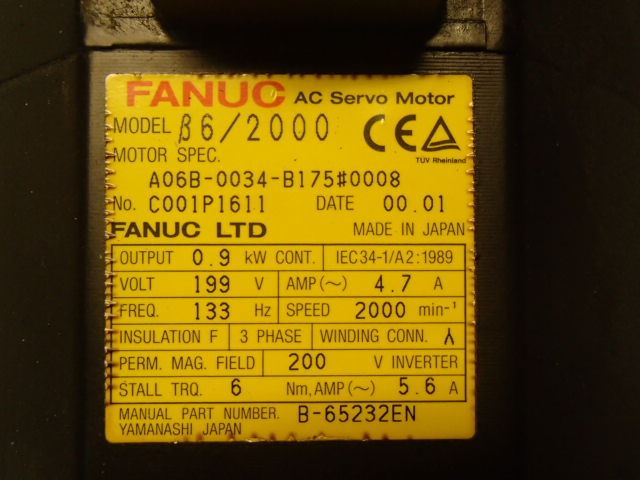 FANUC AC Servo Motor
MODEL β6/2000
CE TÜV Rheinland
MOTOR SPEC.
A06B-0034-B175#0008
No. C001P1611 DATE 00.01
FANUC LTD MADE IN JAPAN
OUTPUT 0.9 kW CONT. IEC34-1/A2:1989
VOLT 199 V AMP(～) 4.7 A
FREQ. 133 Hz SPEED 2000 min-¹
INSULATION F 3 PHASE WINDING CONN. ⅄
PERM. MAG. FIELD 200 V INVERTER
STALL TRQ. 6 Nm, AMP(～) 5.6 A
MANUAL PART NUMBER. B-65232EN
YAMANASHI JAPAN